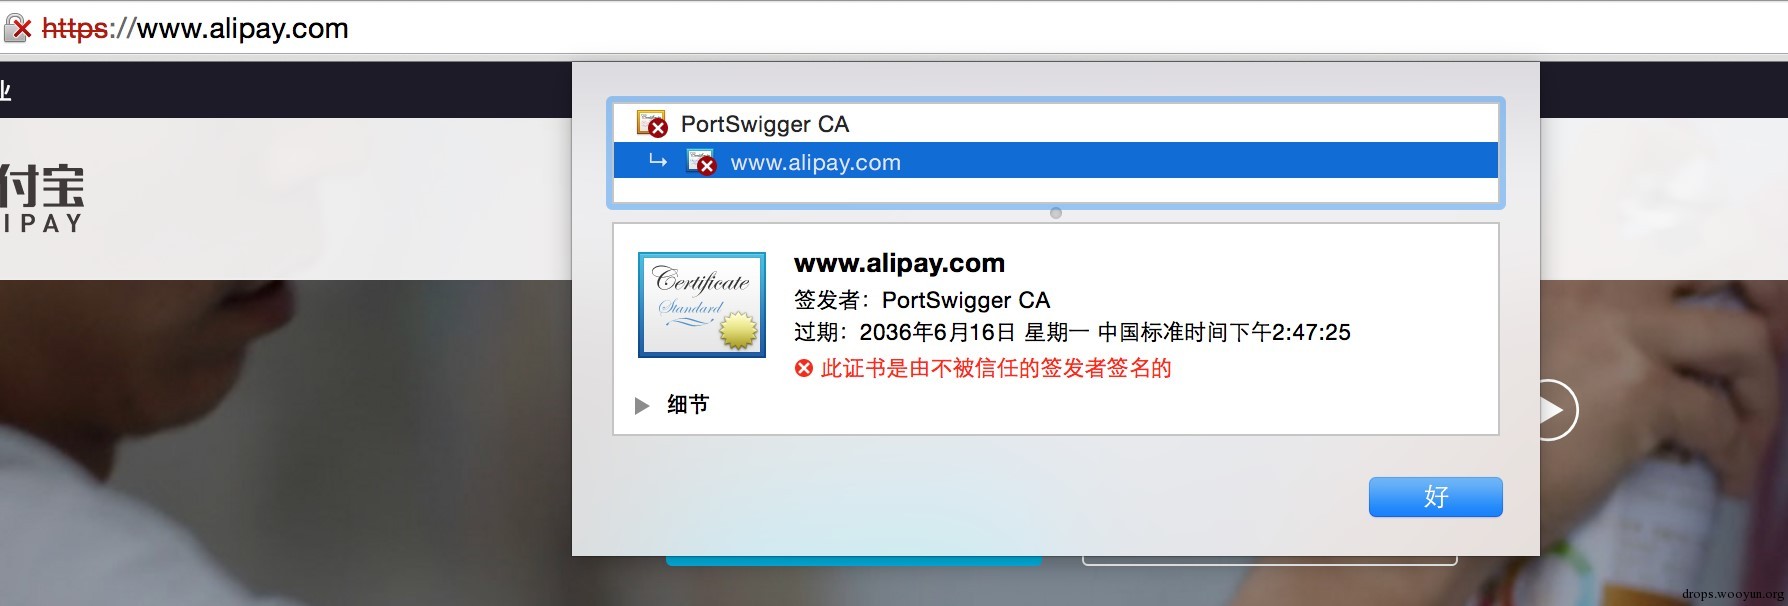 https://www.alipay.com
业
付宝
IPAY
PortSwigger CA
www.alipay.com
Certificate
Standard
www.alipay.com
签发者：PortSwigger CA
过期：2036年6月16日 星期一 中国标准时间下午2:47:25
此证书是由不被信任的签发者签名的
细节
好
drops.wooyun.org